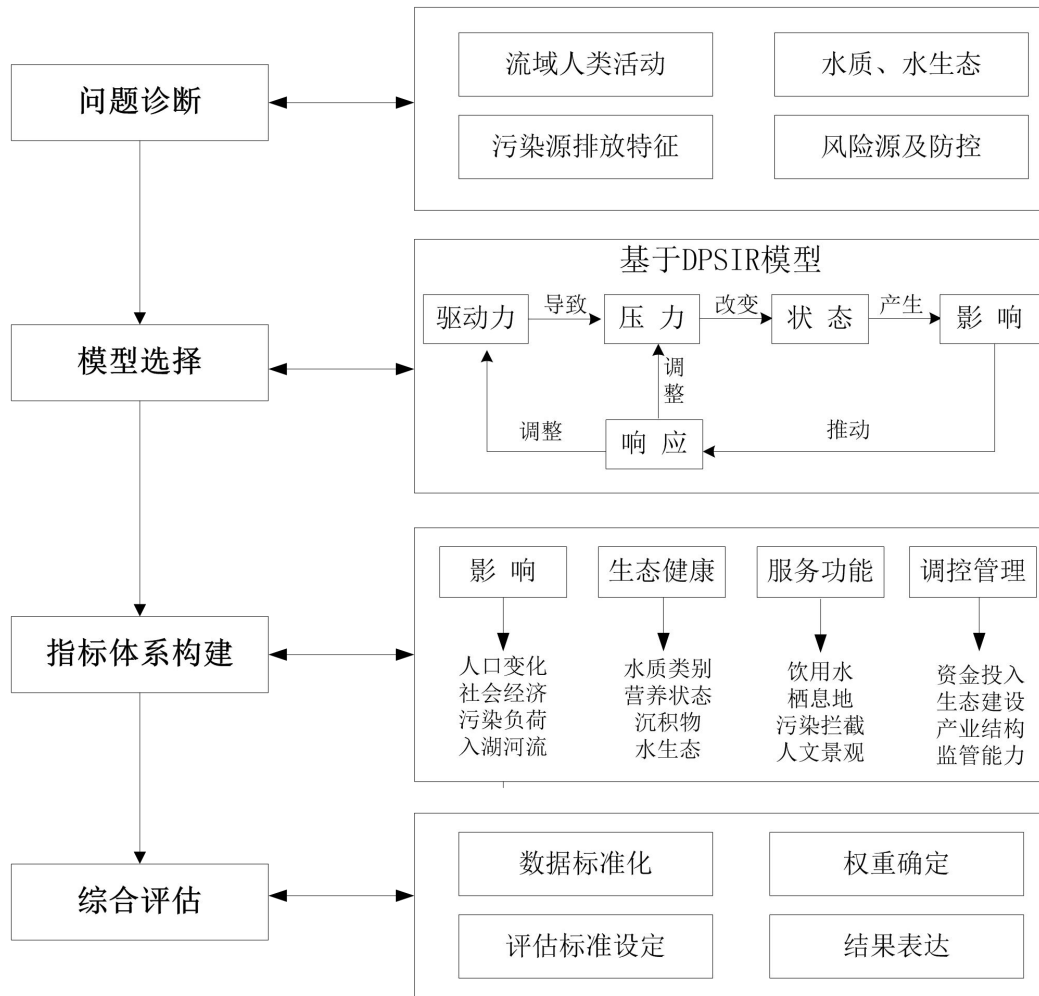 问题诊断
流域人类活动
水质、水生态
污染源排放特征
风险源及防控
模型选择
基于DPSIR模型
驱动力
导致
压 力
改变
状 态
产生
影 响
调
整
调整
响 应
推动
指标体系构建
影 响
生态健康
服务功能
调控管理
人口变化
社会经济
污染负荷
入湖河流
水质类别
营养状态
沉积物
水生态
饮用水
栖息地
污染拦截
人文景观
资金投入
生态建设
产业结构
监管能力
综合评估
数据标准化
权重确定
评估标准设定
结果表达